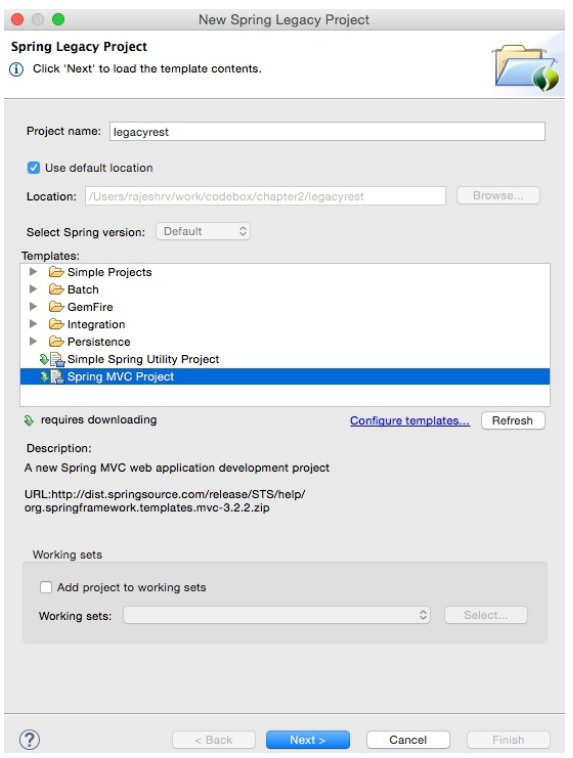 New Spring Legacy Project
Spring Legacy Project
Click 'Next' to load the template contents.
Project name: legacyrest
Use default location
Location: /Users/rajeshrv/work/codebox/chapter2/legacyrest Browse...
Select Spring version: Default
Templates:
Simple Projects
Batch
GemFire
Integration
Persistence
Simple Spring Utility Project
Spring MVC Project
requires downloading Configure templates... Refresh
Description:
A new Spring MVC web application development project
URL:http://dist.springsource.com/release/STS/help/
org.springframework.templates.mvc-3.2.2.zip
Working sets
Add project to working sets
Working sets: Select...
? < Back Next > Cancel Finish